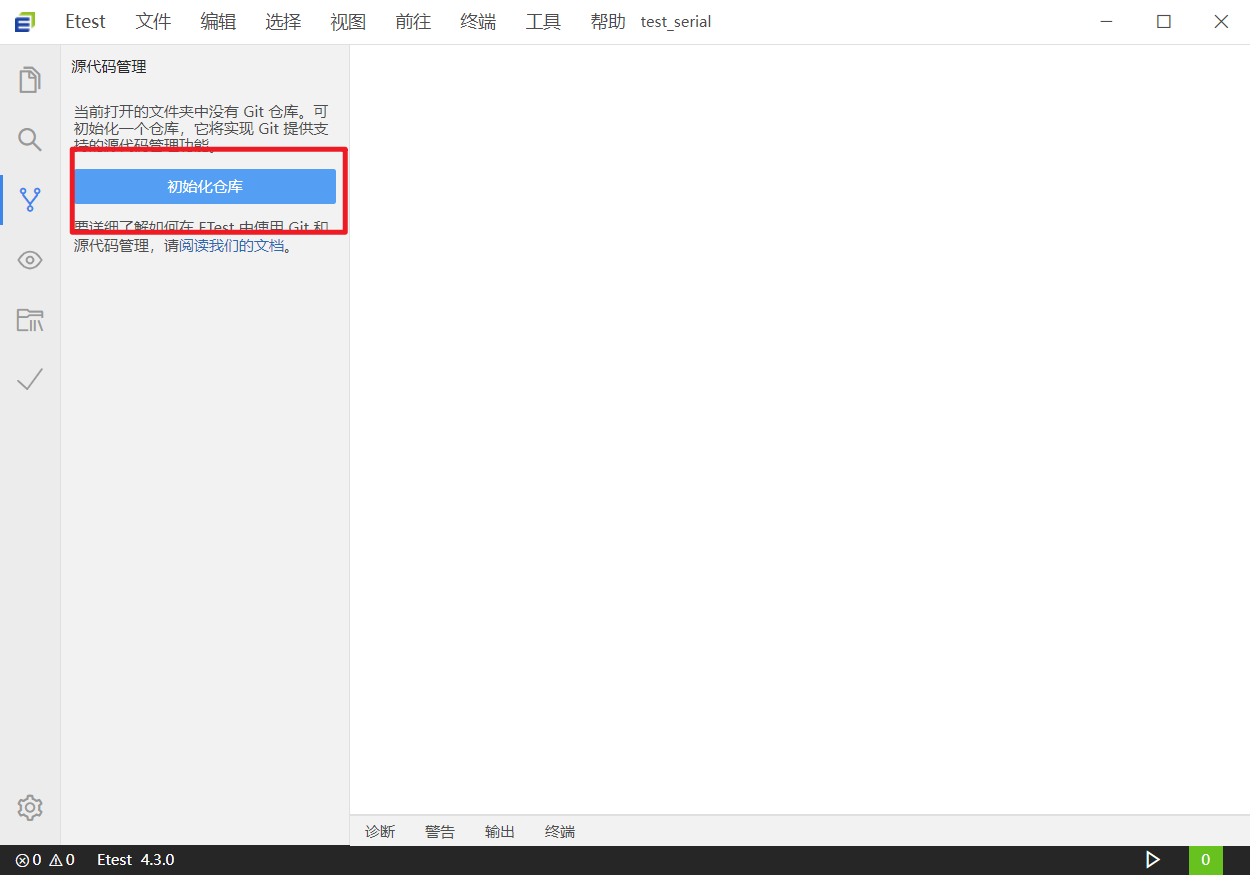 Etest 文件 编辑 选择 视图 前往 终端 工具 帮助 test_serial
源代码管理
当前打开的文件夹中没有 Git 仓库。可
初始化一个仓库，它将实现 Git 提供支
持的源代码管理功能。
初始化仓库
要详细了解如何在 ETest 中使用 Git 和
源代码管理，请阅读我们的文档。
诊断 警告 输出 终端
0 0 Etest 4.3.0 0